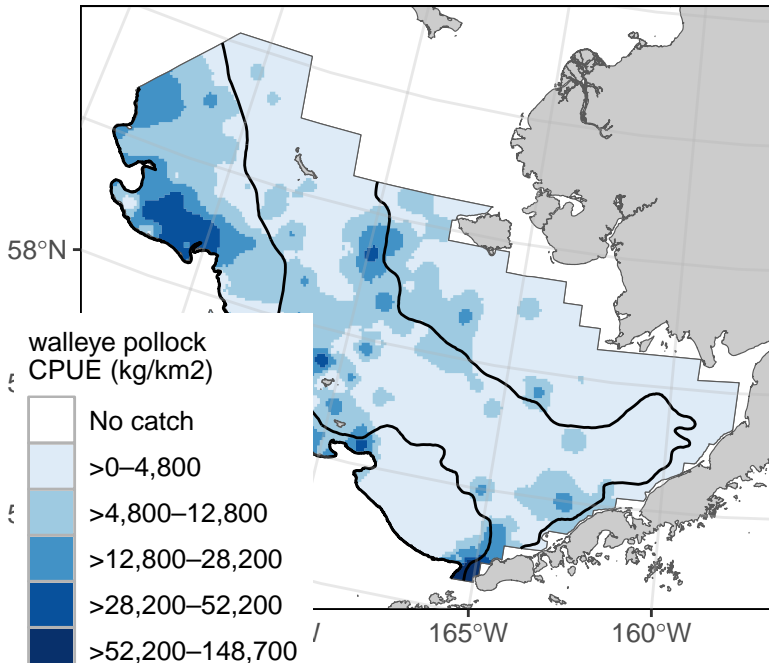 58°N
walleye pollock
CPUE (kg/km2)
No catch
>0–4,800
>4,800–12,800
>12,800–28,200
>28,200–52,200
>52,200–148,700
165°W
160°W